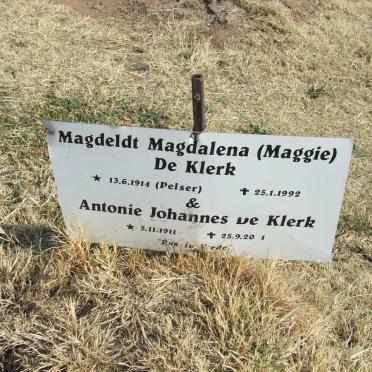 Magdeldt Magdalena (Maggie)
De Klerk
* 13.6.1914 (Pelser) ✝ 25.1.1992
&
Antonie Johannes De Klerk
* 5.11.1911 ✝ 25.9.20 1
"Rus in